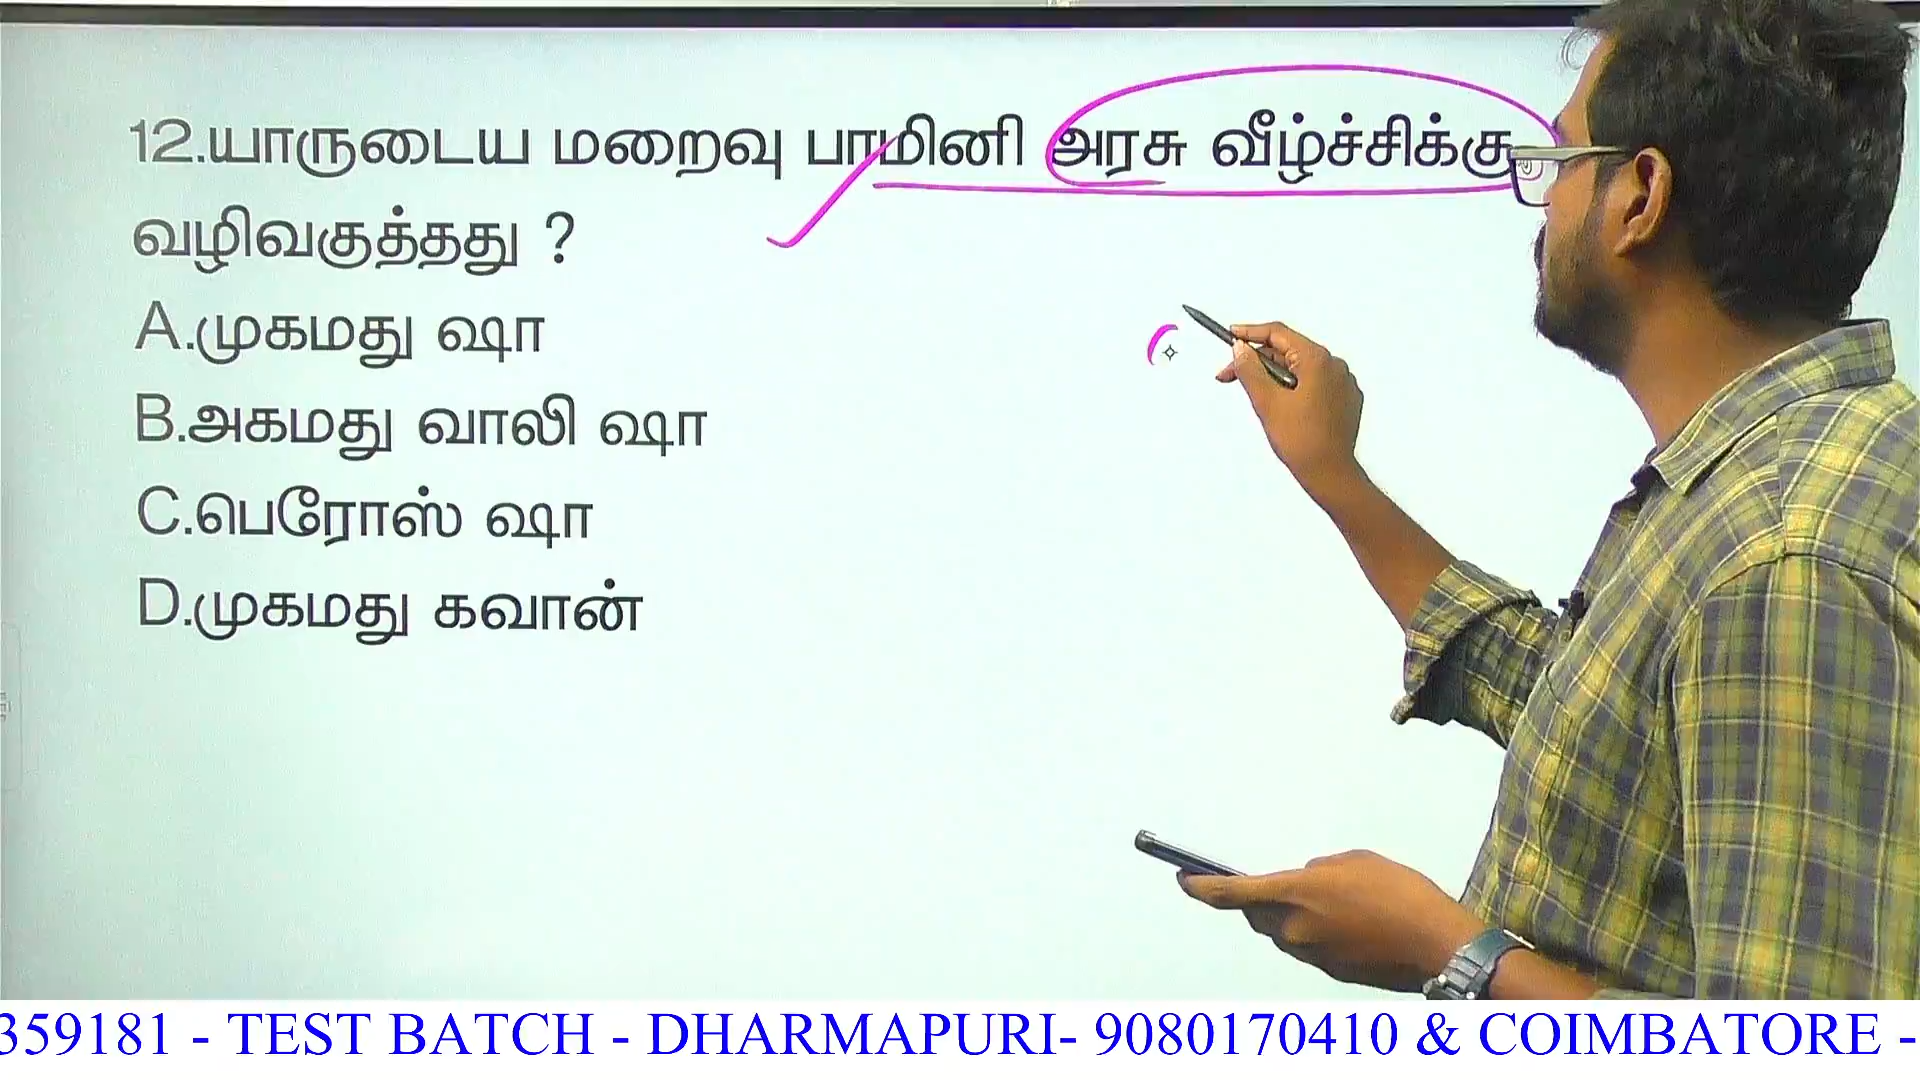 12.யாருடைய மறைவு பாமினி அரசு வீழ்ச்சிக்கு
வழிவகுத்தது ?
A.முகமது ஷா
B.அகமது வாலி ஷா
C.பெரோஸ் ஷா
D.முகமது கவான்
359181 - TEST BATCH - DHARMAPURI- 9080170410 & COIMBATORE -